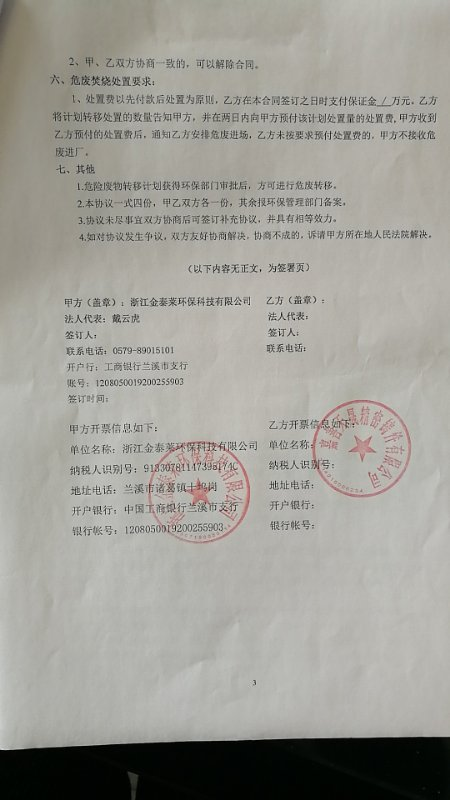 2、甲、乙双方协商一致的，可以解除合同。
六、危废焚烧处置要求：
1、处置费以先付款后处置为原则，乙方在本合同签订之日时支付保证金 / 万元。乙方
将计划转移处置的数量告知甲方，并在两日内向甲方预付该计划处置量的处置费，甲方收到
乙方预付的处置费后，通知乙方安排危废进场，乙方未按要求预付处置费的，甲方不接收危
废进厂。
七、其他
1.危险废物转移计划获得环保部门审批后，方可进行危废转移。
2.本协议一式四份，甲乙双方各一份，其余报环保管理部门备案。
3.协议未尽事宜双方协商后可签订补充协议，并具有相等效力。
4.如对协议发生争议，双方友好协商解决，协商不成的，诉请甲方所在地人民法院解决。
（以下内容无正文，为签署页）
甲方（盖章）：浙江金泰莱环保科技有限公司 乙方（盖章）：
法人代表：戴云虎 法人代表：
签订人： 签订人：
联系电话：0579-89015101 联系电话：
开户行：工商银行兰溪市支行
账号：1208050019200255903
签订时间：
甲方开票信息如下： 乙方开票信息如下：
单位名称：浙江金泰莱环保科技有限公司 单位名称：
纳税人识别号：91330781147395174C 纳税人识别号：
地址电话：兰溪市诸葛镇十坞岗 地址电话：
开户银行：中国工商银行兰溪市支行 开户银行：
银行帐号：1208050019200255903 银行帐号：
精密铸件有限公司
3